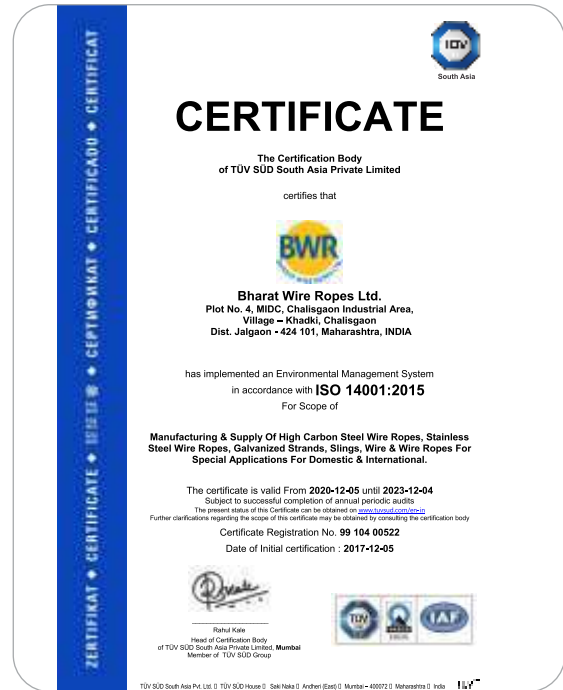 ZERTIFIKAT ◆ CERTIFICATE ◆ ◆ СЕРТИФИКАТ ◆ CERTIFICADO ◆ CERTIFICAT
TÜV
South Asia
CERTIFICATE
The Certification Body
of TÜV SÜD South Asia Private Limited
certifies that
BWR
Bharat Wire Ropes Ltd.
Plot No. 4, MIDC, Chalisgaon Industrial Area,
Village – Khadki, Chalisgaon
Dist. Jalgaon - 424 101, Maharashtra, INDIA
has implemented an Environmental Management System
in accordance with ISO 14001:2015
For Scope of
Manufacturing & Supply Of High Carbon Steel Wire Ropes, Stainless
Steel Wire Ropes, Galvanized Strands, Slings, Wire & Wire Ropes For
Special Applications For Domestic & International.
The certificate is valid From 2020-12-05 until 2023-12-04
Subject to successful completion of annual periodic audits
The present status of this Certificate can be obtained on www.tuvsud.com/en-in
Further clarifications regarding the scope of this certificate may be obtained by consulting the certification body
Certificate Registration No. 99 104 00522
Date of Initial certification : 2017-12-05
Rahul Kale
Head of Certification Body
of TÜV SÜD South Asia Private Limited, Mumbai
Member of TÜV SÜD Group
TÜV
IAF
TÜV SÜD South Asia Pvt. Ltd. ▯ TÜV SÜD House ▯ Saki Naka ▯ Andheri (East) ▯ Mumbai – 400072 ▯ Maharashtra ▯ India